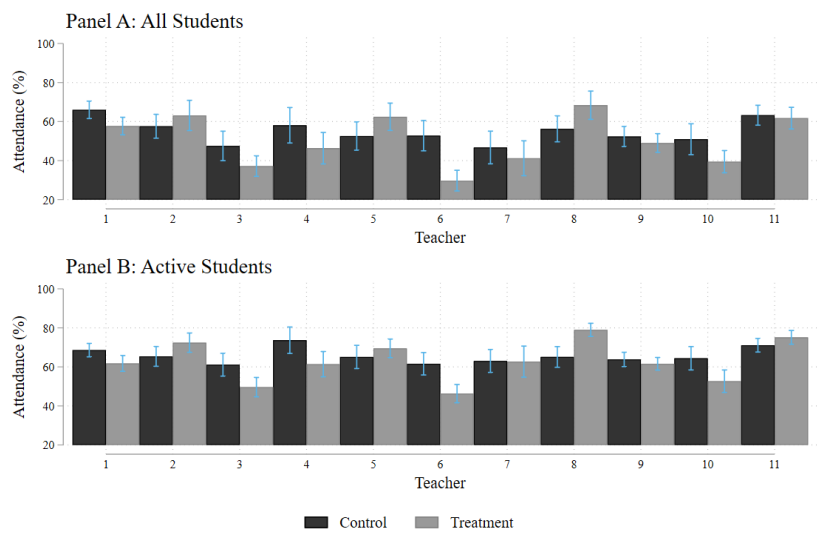 Panel A: All Students
Attendance (%)
100
80
60
40
20
1 2 3 4 5 6 7 8 9 10 11
Teacher
Panel B: Active Students
Attendance (%)
100
80
60
40
20
1 2 3 4 5 6 7 8 9 10 11
Teacher
Control Treatment